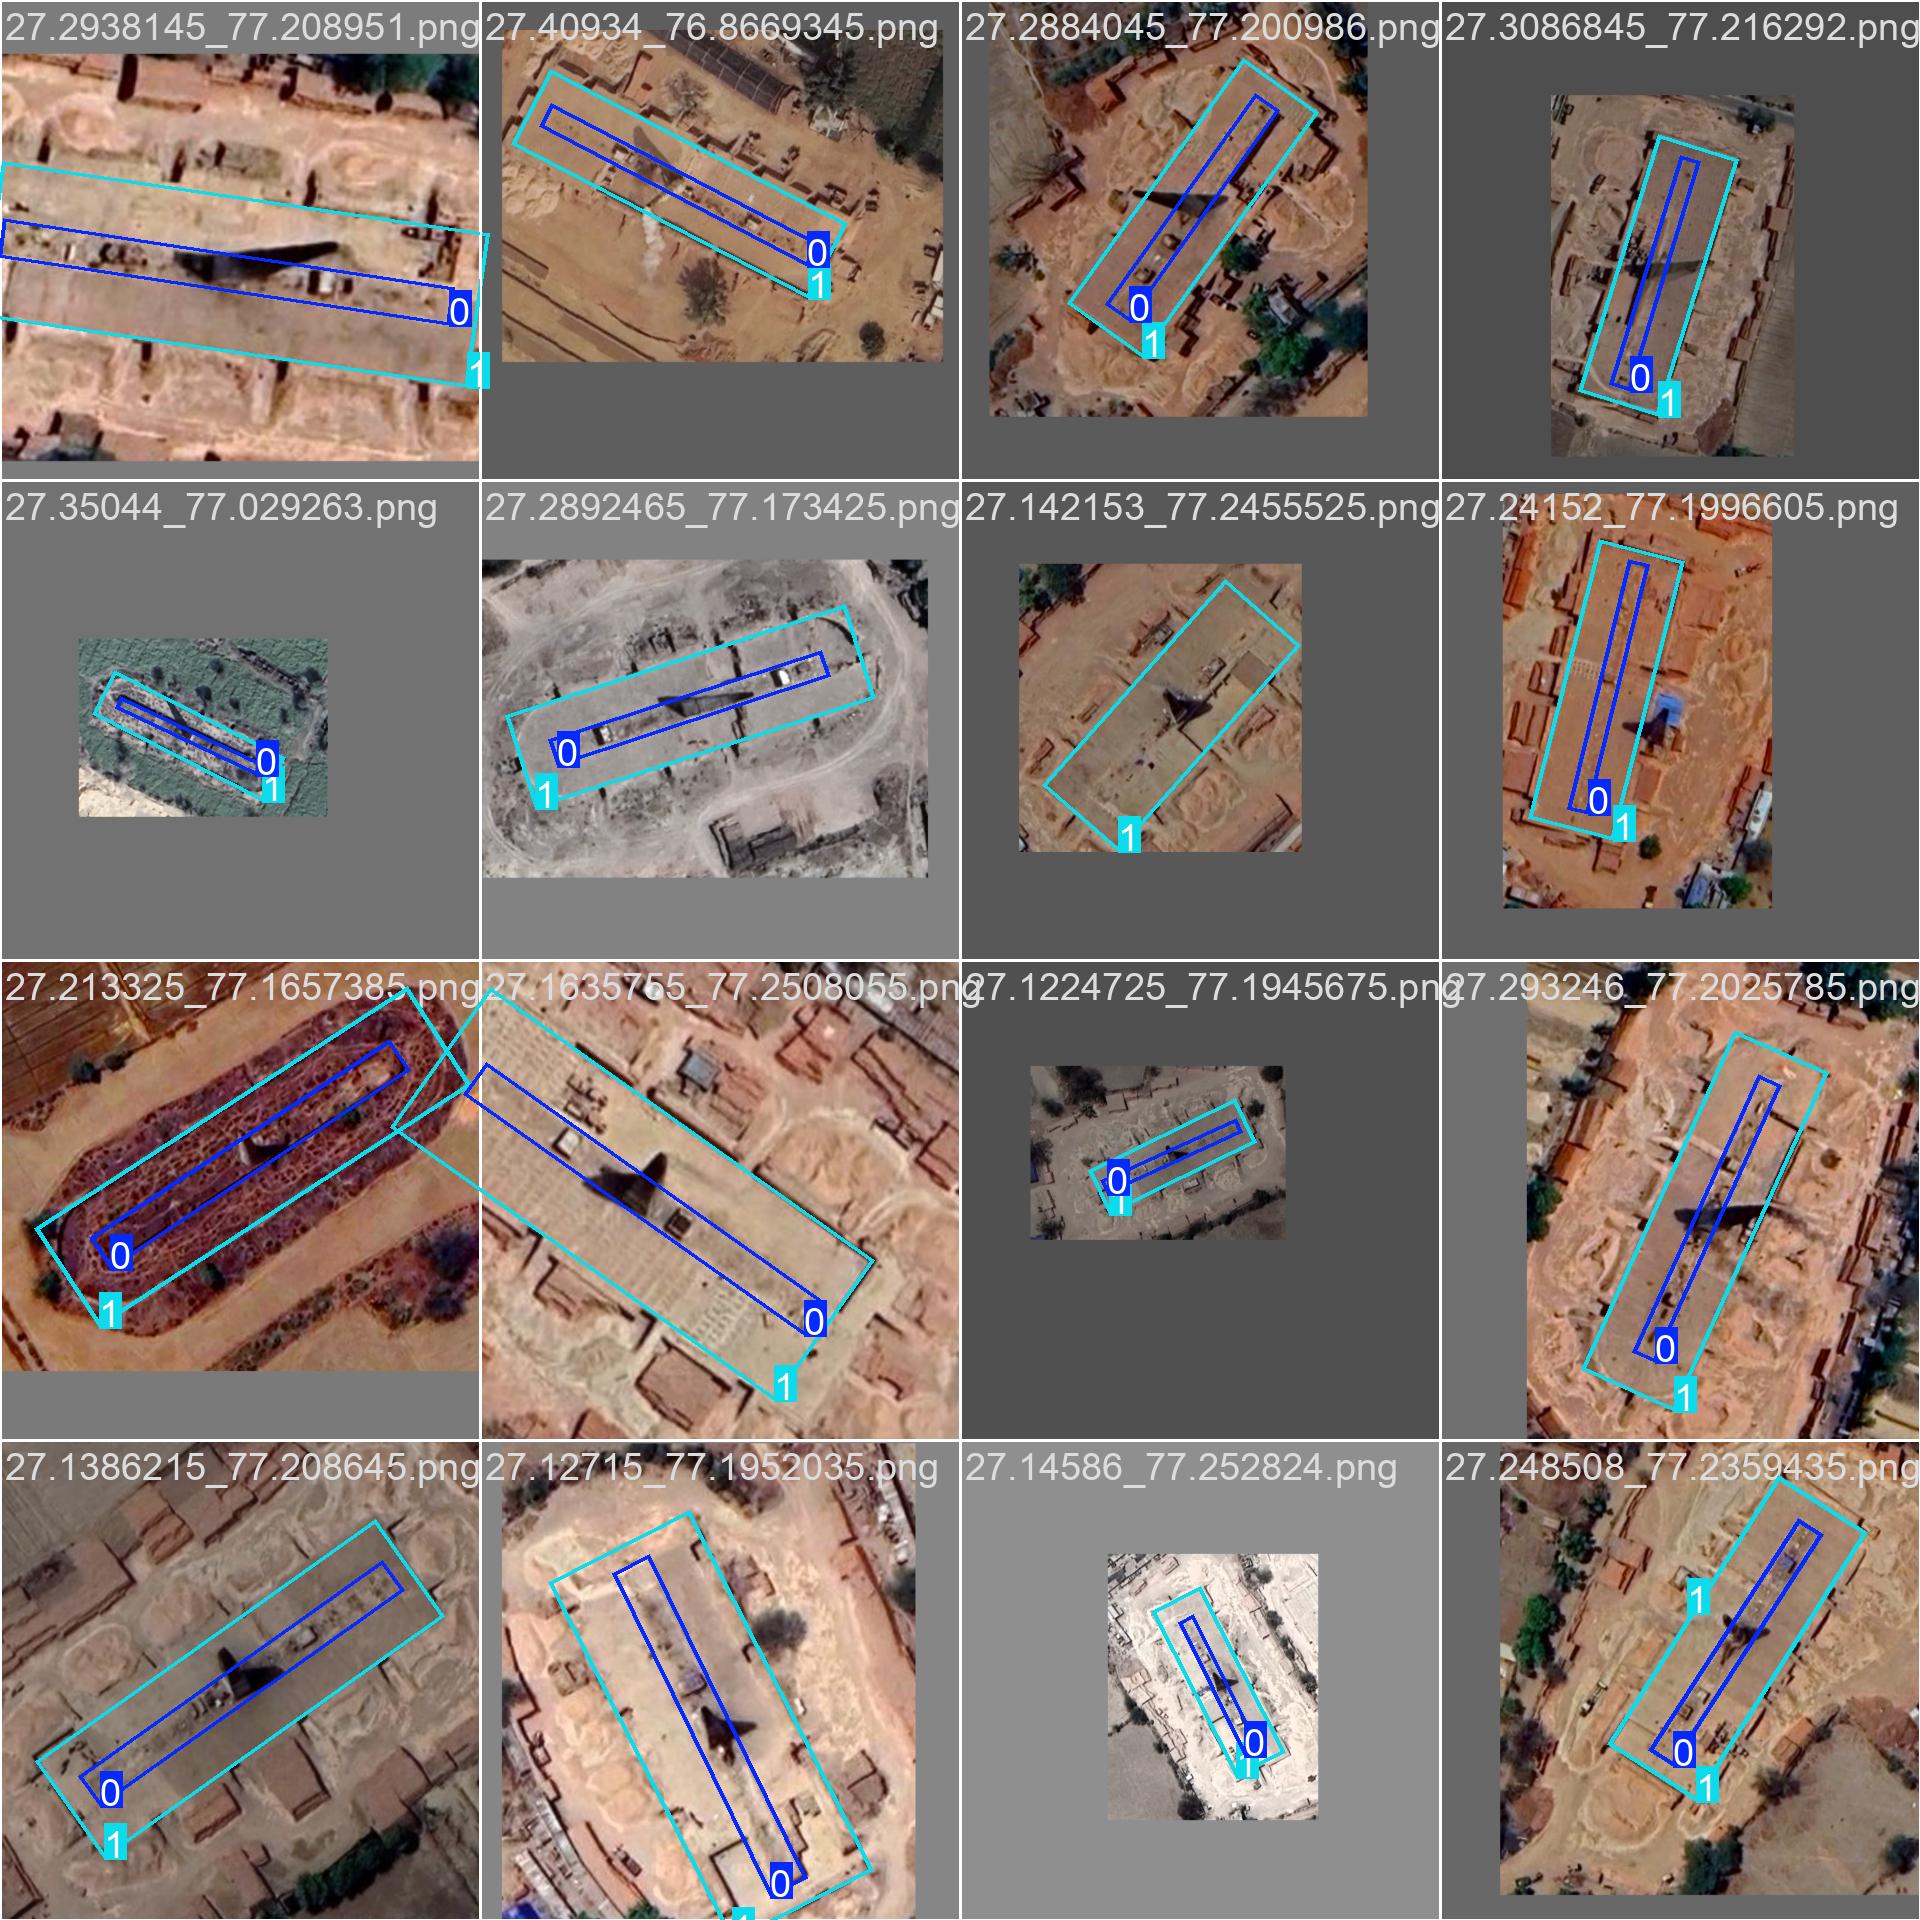 27.2938145_77.208951.png
27.40934_76.8669345.png
27.2884045_77.200986.png
27.3086845_77.216292.png
0
1
0
1
0
1
0
1
27.35044_77.029263.png
27.2892465_77.173425.png
27.142153_77.2455525.png
27.24152_77.1996605.png
0
1
0
1
1
0
1
27.213325_77.1657385.png
27.1635765_77.2508055.png
27.1224725_77.1945675.png
27.293246_77.2025785.png
0
1
0
1
0
1
0
1
27.1386215_77.208645.png
27.12715_77.1952035.png
27.14586_77.252824.png
27.248508_77.2359435.png
0
1
0
1
0
1
1
0
1